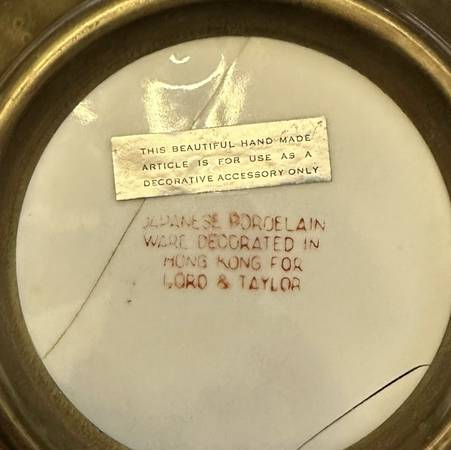 THIS BEAUTIFUL HAND MADE
ARTICLE IS FOR USE AS A
DECORATIVE ACCESSORY ONLY
JAPANESE PORCELAIN
WARE DECORATED IN
HONG KONG FOR
LORD & TAYLOR